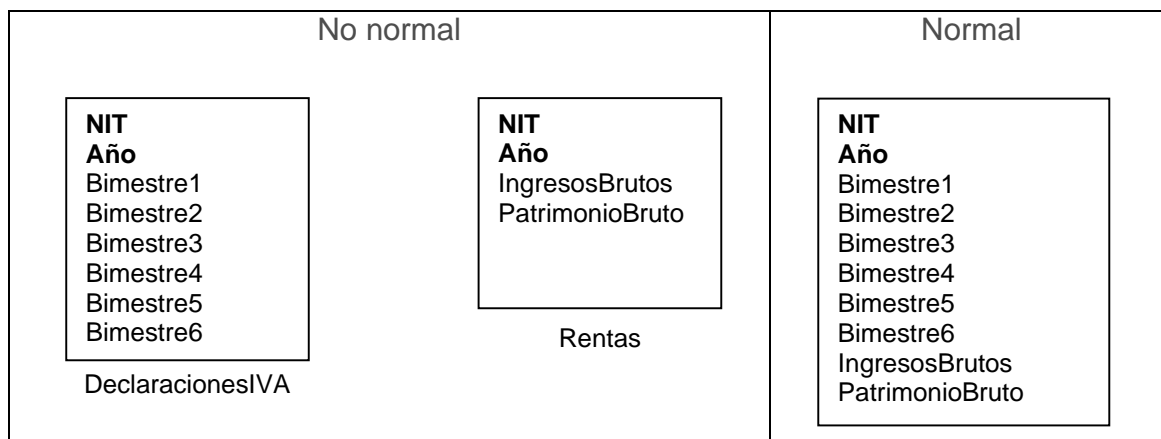 No normal
Normal
NIT
Año
Bimestre1
Bimestre2
Bimestre3
Bimestre4
Bimestre5
Bimestre6
DeclaracionesIVA
NIT
Año
IngresosBrutos
PatrimonioBruto
Rentas
NIT
Año
Bimestre1
Bimestre2
Bimestre3
Bimestre4
Bimestre5
Bimestre6
IngresosBrutos
PatrimonioBruto